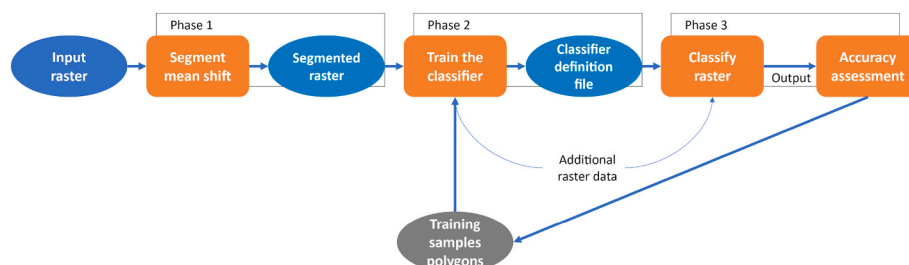 Phase 1
Phase 2
Phase 3
Input
raster
Segment
mean shift
Segmented
raster
Train the
classifier
Classifier
definition
file
Classify
raster
Output
Accuracy
assessment
Additional
raster data
Training
samples
polygons